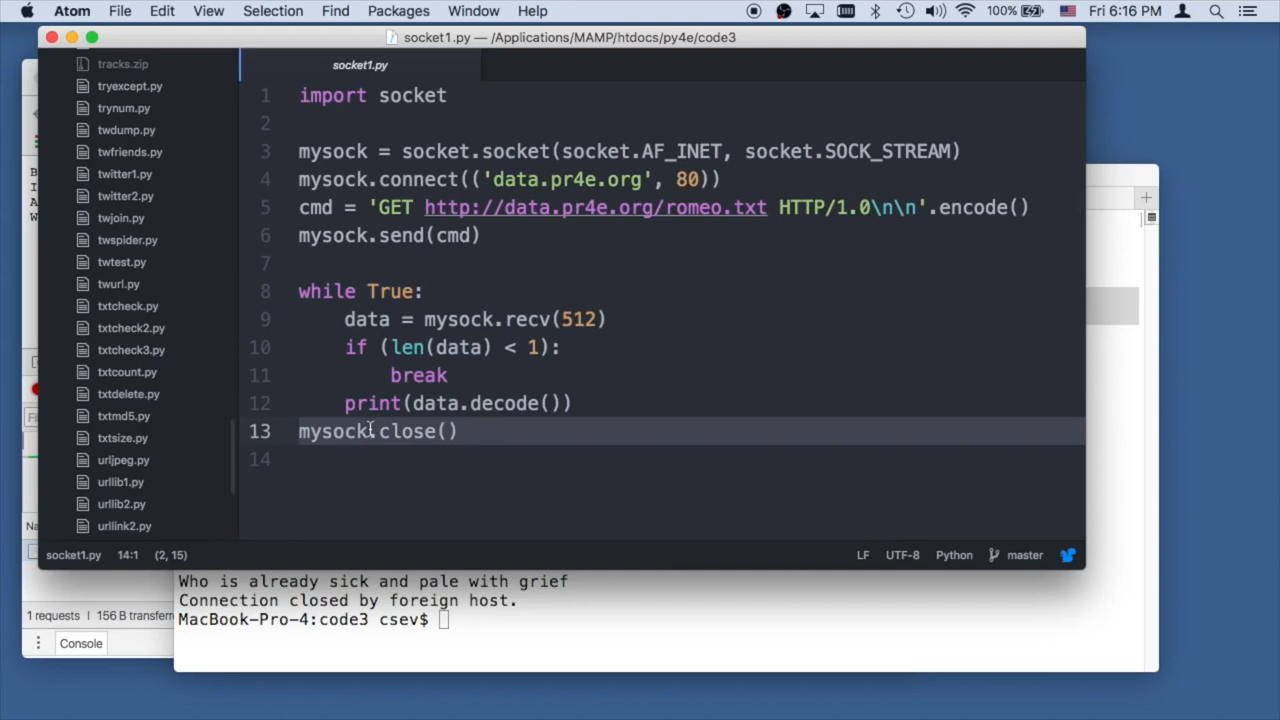 Atom File Edit View Selection Find Packages Window Help 100% Fri 6:16 PM
socket1.py — /Applications/MAMP/htdocs/py4e/code3
tracks.zip
tryexcept.py
trynum.py
twdump.py
twfriends.py
twitter1.py
twitter2.py
twjoin.py
twspider.py
twtest.py
twurl.py
txtcheck.py
txtcheck2.py
txtcheck3.py
txtcount.py
txtdelete.py
txtmd5.py
txtsize.py
urljpeg.py
urllib1.py
urllib2.py
urllink2.py
socket1.py
1 import socket
2
3 mysock = socket.socket(socket.AF_INET, socket.SOCK_STREAM)
4 mysock.connect(('data.pr4e.org', 80))
5 cmd = 'GET http://data.pr4e.org/romeo.txt HTTP/1.0\n\n'.encode()
6 mysock.send(cmd)
7
8 while True:
9 data = mysock.recv(512)
10 if (len(data) < 1):
11 break
12 print(data.decode())
13 mysock.close()
14
socket1.py 14:1 (2, 15) LF UTF-8 Python master
Who is already sick and pale with grief
Connection closed by foreign host.
MacBook-Pro-4:code3 csev$
1 requests | 156 B transferr
Console